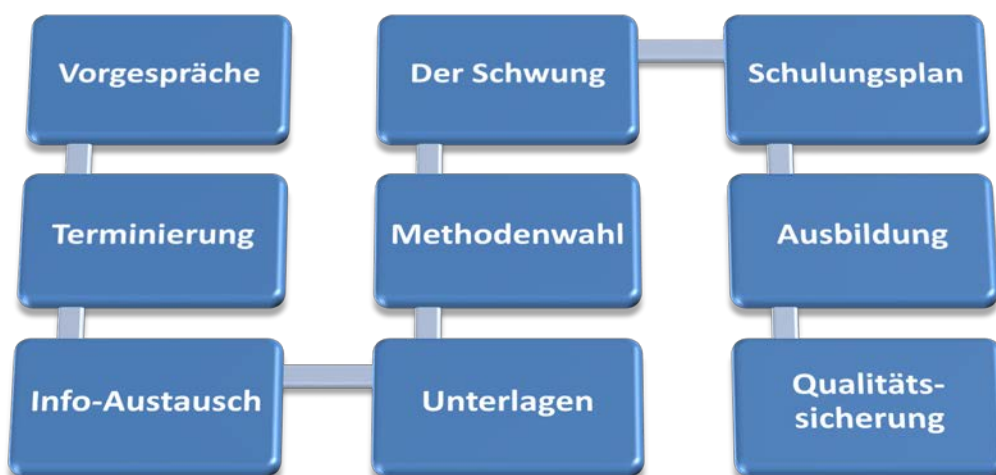 Vorgespräche
Terminierung
Info-Austausch
Unterlagen
Methodenwahl
Der Schwung
Schulungsplan
Ausbildung
Qualitäts-
sicherung